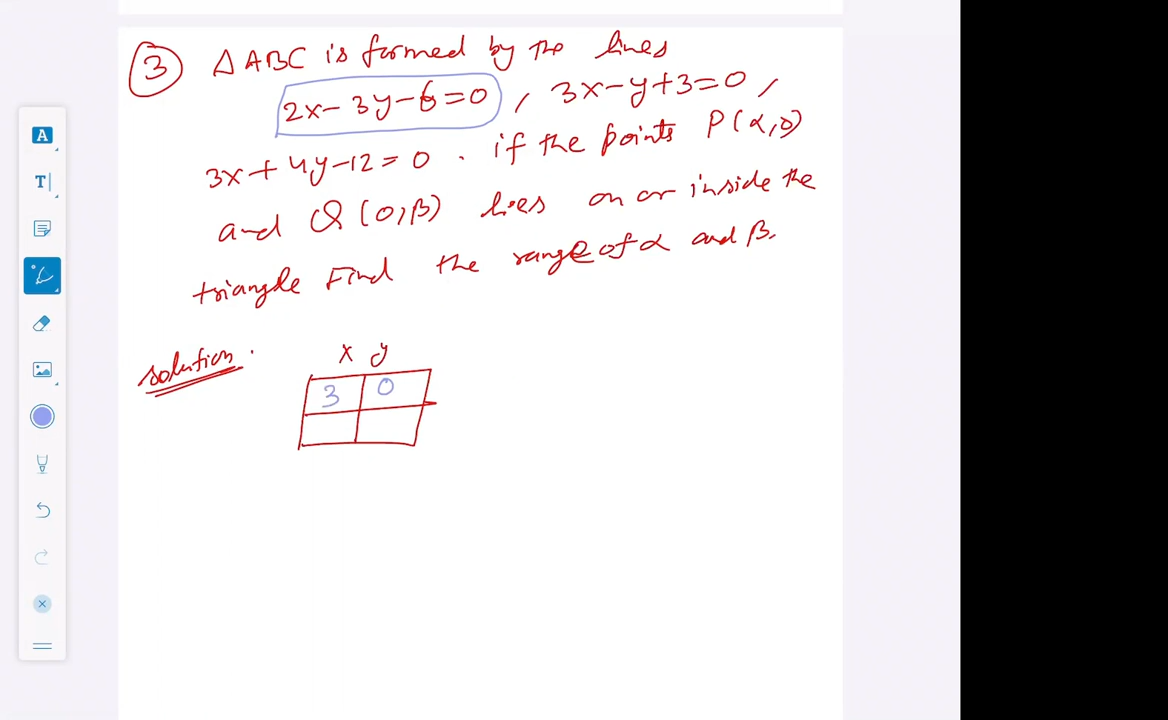 3 △ABC is formed by the lines
2x-3y-6=0, 3x-y+3=0,
3x+4y-12=0. if the points P(α,0)
and Q(0,β) lies on or inside the
triangle Find the range of α and β.
solution.
x y
3 0
A
T